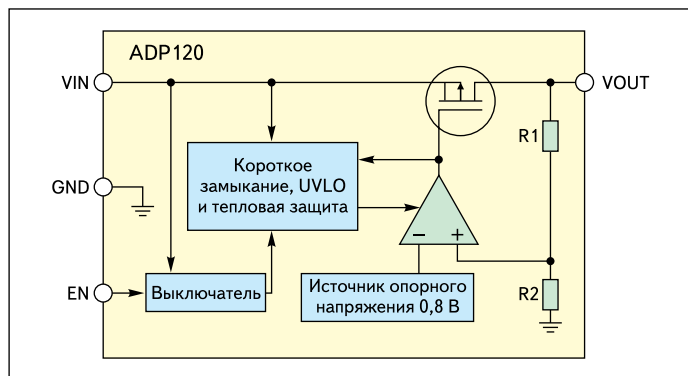 ADP120
VIN
VOUT
R1
Короткое
замыкание, UVLO
и тепловая защита
GND
− +
EN
Выключатель
Источник опорного
напряжения 0,8 В
R2